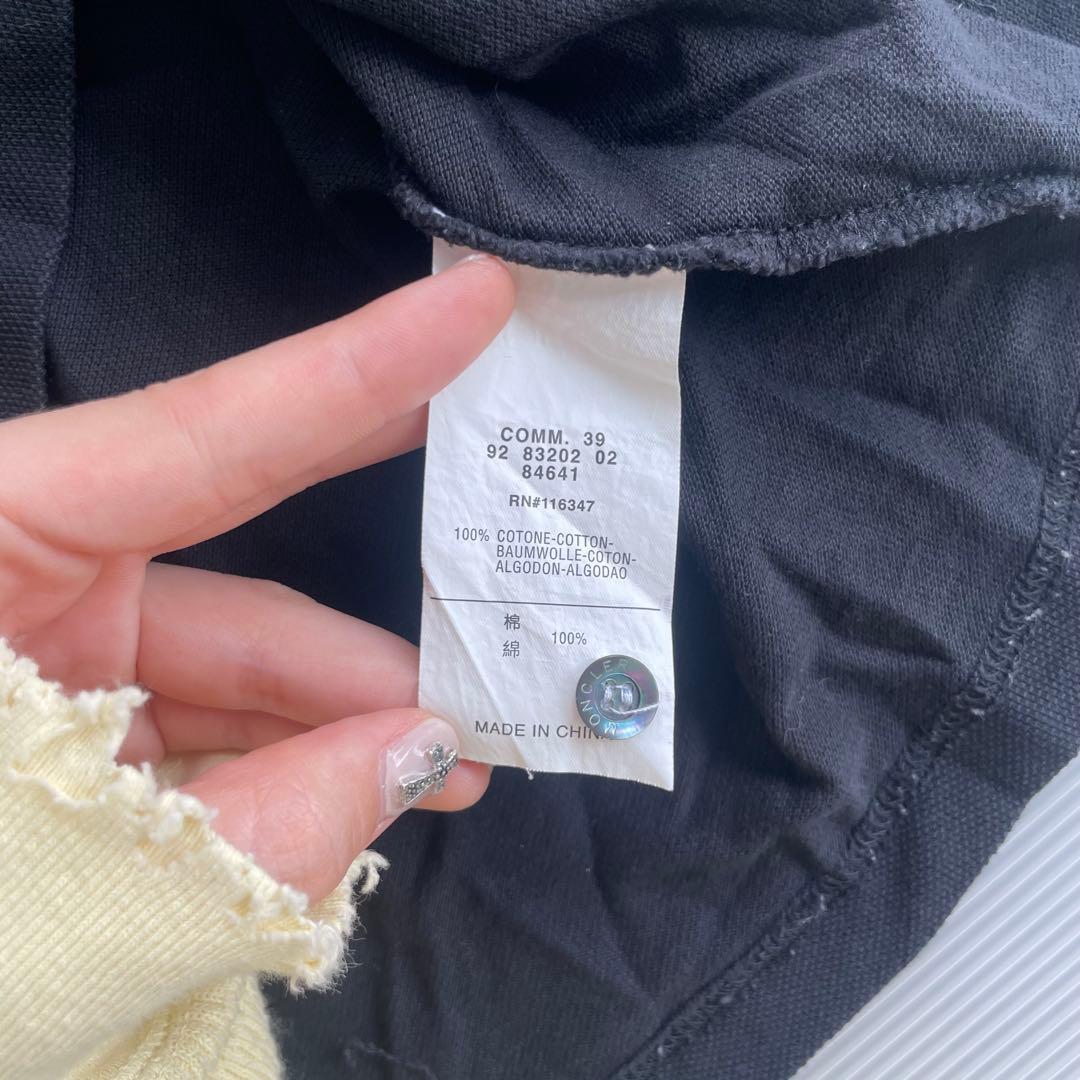 COMM. 39
92 83202 02
84641
RN#116347
100% COTONE-COTTON-
BAUMWOLLE-COTON-
ALGODON-ALGODAO
棉
綿 100%
MONCLER
MADE IN CHINA